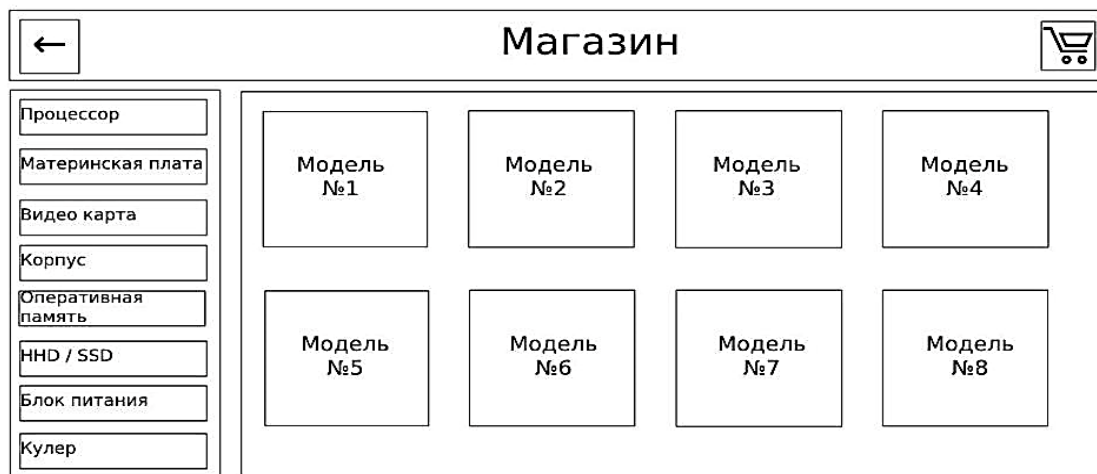 Магазин
Процессор
Материнская плата
Видео карта
Корпус
Оперативная
память
HHD / SSD
Блок питания
Кулер
Модель
№1
Модель
№2
Модель
№3
Модель
№4
Модель
№5
Модель
№6
Модель
№7
Модель
№8